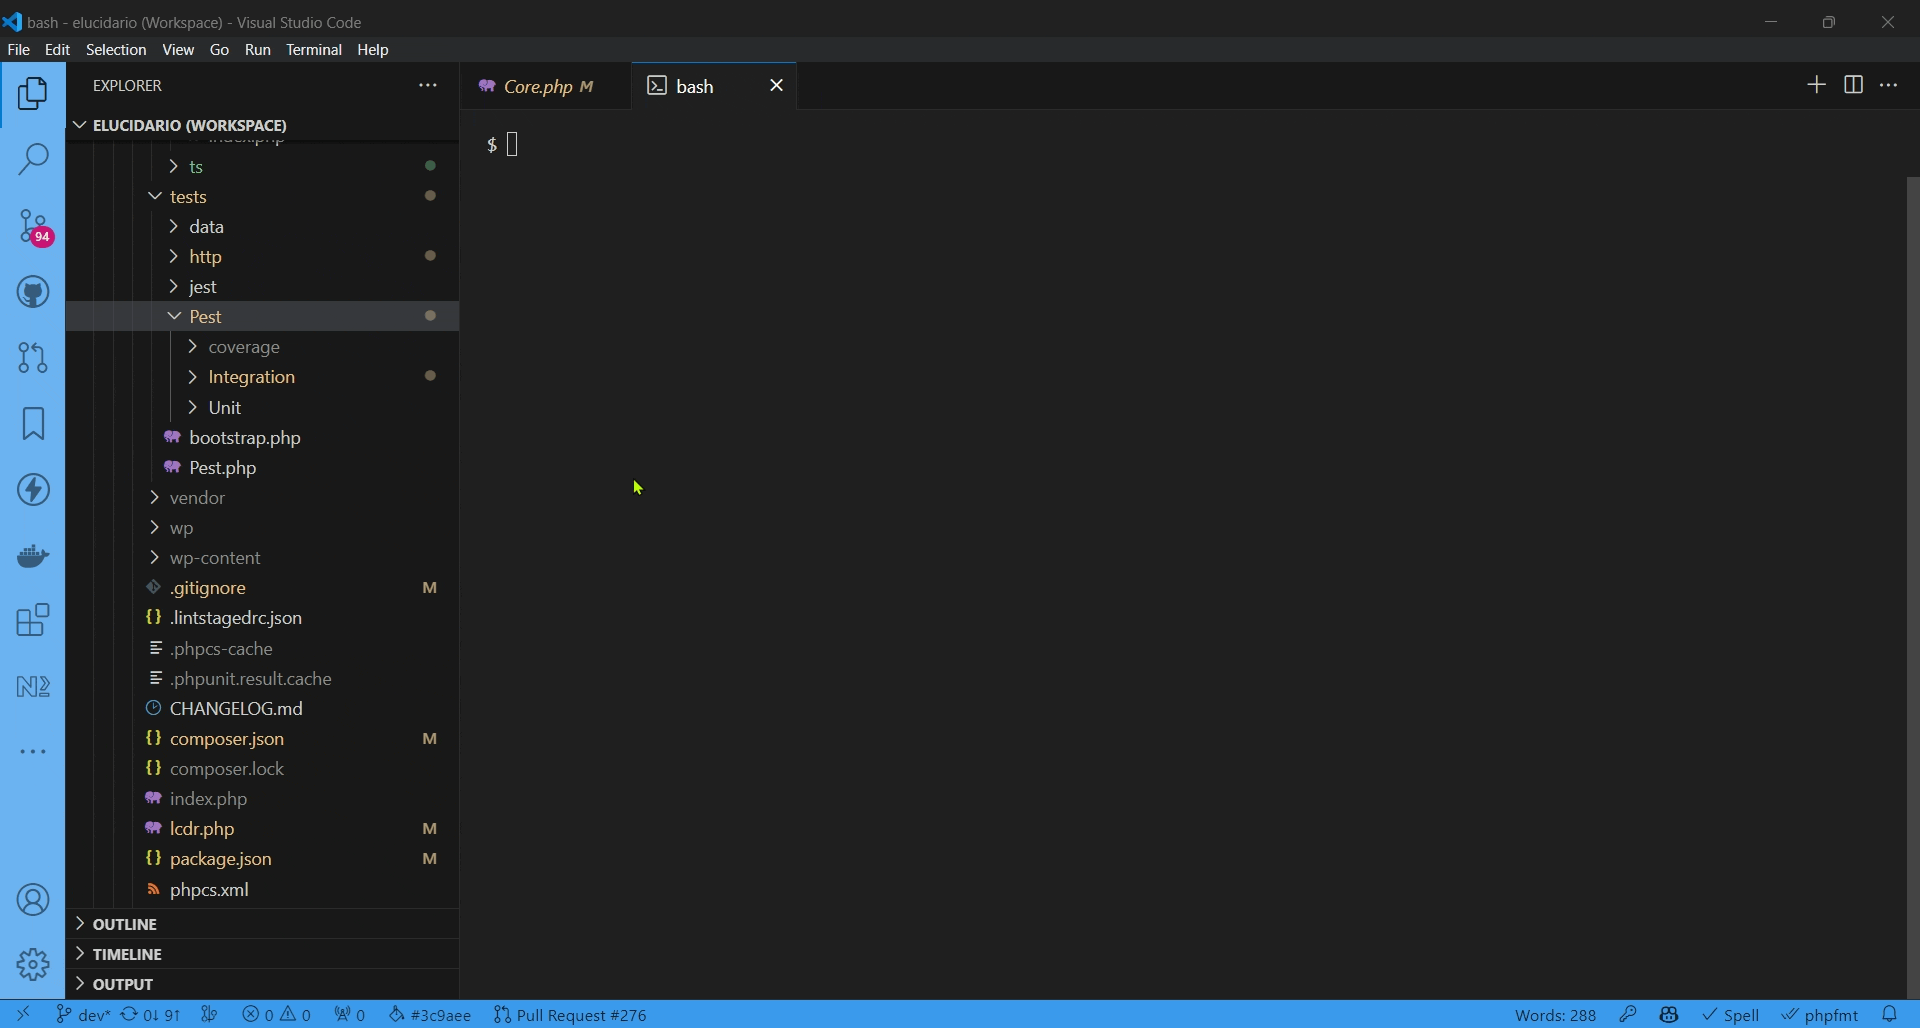 bash - elucidario (Workspace) - Visual Studio Code
File Edit Selection View Go Run Terminal Help
EXPLORER
Core.php M
bash
ELUCIDARIO (WORKSPACE)
index.php
$
ts
tests
data
94
http
jest
Pest
coverage
Integration
Unit
bootstrap.php
Pest.php
vendor
wp
wp-content
.gitignore M
.lintstagedrc.json
.phpcs-cache
.phpunit.result.cache
CHANGELOG.md
composer.json M
composer.lock
index.php
lcdr.php M
package.json M
phpcs.xml
OUTLINE
TIMELINE
OUTPUT
dev* 0↓ 9↑ 0 0 0 #3c9aee Pull Request #276 Words: 288 Spell phpfmt